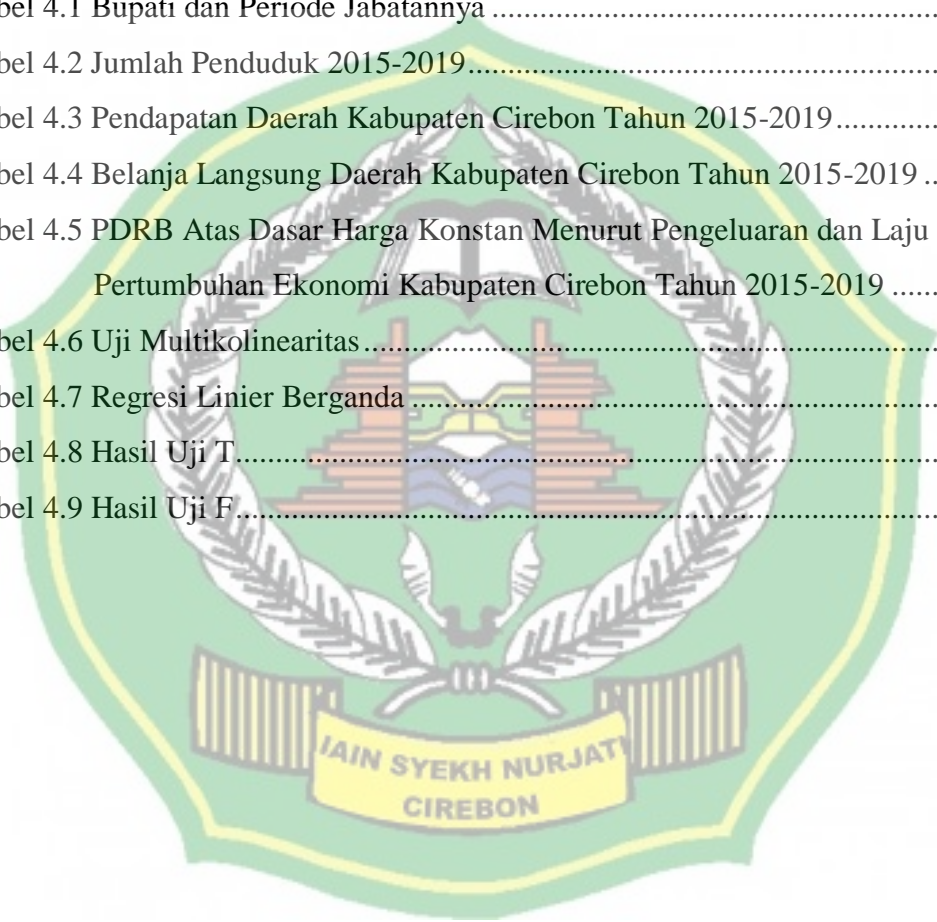 bel 4.1 Bupati dan Periode Jabatannya ........................................................
bel 4.2 Jumlah Penduduk 2015-2019...........................................................
bel 4.3 Pendapatan Daerah Kabupaten Cirebon Tahun 2015-2019.............
bel 4.4 Belanja Langsung Daerah Kabupaten Cirebon Tahun 2015-2019 ..
bel 4.5 PDRB Atas Dasar Harga Konstan Menurut Pengeluaran dan Laju
Pertumbuhan Ekonomi Kabupaten Cirebon Tahun 2015-2019 ......
bel 4.6 Uji Multikolinearitas........................................................................
bel 4.7 Regresi Linier Berganda ..................................................................
bel 4.8 Hasil Uji T........................................................................................
bel 4.9 Hasil Uji F........................................................................................
IAIN SYEKH NURJATI
CIREBON